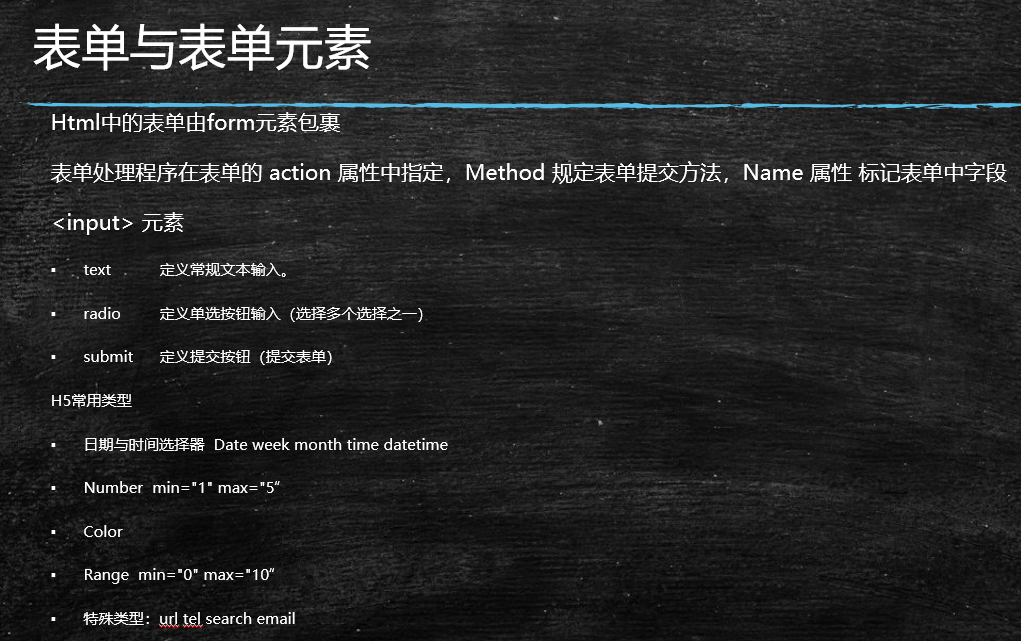 表单与表单元素
Html中的表单由form元素包裹
表单处理程序在表单的 action 属性中指定，Method 规定表单提交方法，Name 属性 标记表单中字段
<input> 元素
▪ text 定义常规文本输入。
▪ radio 定义单选按钮输入（选择多个选择之一）
▪ submit 定义提交按钮（提交表单）
H5常用类型
▪ 日期与时间选择器 Date week month time datetime
▪ Number min="1" max="5“
▪ Color
▪ Range min="0" max="10“
▪ 特殊类型：url tel search email